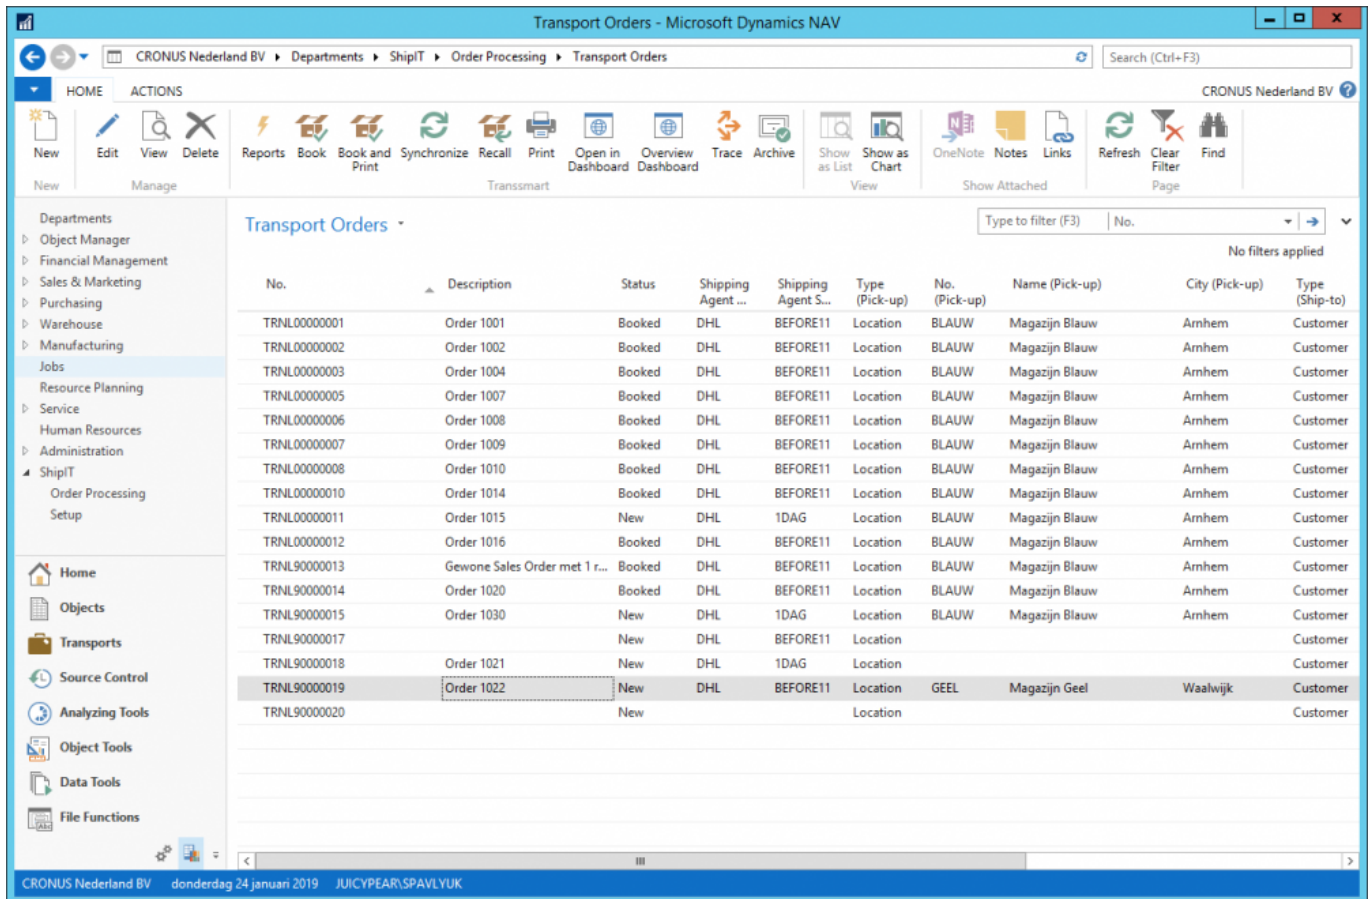 Transport Orders - Microsoft Dynamics NAV
CRONUS Nederland BV Departments ShipIT Order Processing Transport Orders
Search (Ctrl+F3)
HOME ACTIONS
CRONUS Nederland BV
New Edit View Delete Reports Book Book and Print Synchronize Recall Print Open in Dashboard Overview Dashboard Trace Archive Show as List Show as Chart OneNote Notes Links Refresh Clear Filter Find
New Manage Transsmart View Show Attached Page
Departments
Object Manager
Financial Management
Sales & Marketing
Purchasing
Warehouse
Manufacturing
Jobs
Resource Planning
Service
Human Resources
Administration
ShipIT
Order Processing
Setup
Home
Objects
Transports
Source Control
Analyzing Tools
Object Tools
Data Tools
File Functions
Transport Orders
Type to filter (F3) No.
No filters applied
No. Description Status Shipping Agent ... Shipping Agent S... Type (Pick-up) No. (Pick-up) Name (Pick-up) City (Pick-up) Type (Ship-to)
TRNL00000001 Order 1001 Booked DHL BEFORE11 Location BLAUW Magazijn Blauw Arnhem Customer
TRNL00000002 Order 1002 Booked DHL BEFORE11 Location BLAUW Magazijn Blauw Arnhem Customer
TRNL00000003 Order 1004 Booked DHL BEFORE11 Location BLAUW Magazijn Blauw Arnhem Customer
TRNL00000005 Order 1007 Booked DHL BEFORE11 Location BLAUW Magazijn Blauw Arnhem Customer
TRNL00000006 Order 1008 Booked DHL BEFORE11 Location BLAUW Magazijn Blauw Arnhem Customer
TRNL00000007 Order 1009 Booked DHL BEFORE11 Location BLAUW Magazijn Blauw Arnhem Customer
TRNL00000008 Order 1010 Booked DHL BEFORE11 Location BLAUW Magazijn Blauw Arnhem Customer
TRNL00000010 Order 1014 Booked DHL BEFORE11 Location BLAUW Magazijn Blauw Arnhem Customer
TRNL00000011 Order 1015 New DHL 1DAG Location BLAUW Magazijn Blauw Arnhem Customer
TRNL00000012 Order 1016 Booked DHL BEFORE11 Location BLAUW Magazijn Blauw Arnhem Customer
TRNL90000013 Gewone Sales Order met 1 r... Booked DHL BEFORE11 Location BLAUW Magazijn Blauw Arnhem Customer
TRNL90000014 Order 1020 Booked DHL BEFORE11 Location BLAUW Magazijn Blauw Arnhem Customer
TRNL90000015 Order 1030 New DHL 1DAG Location BLAUW Magazijn Blauw Arnhem Customer
TRNL90000017 New DHL BEFORE11 Location Customer
TRNL90000018 Order 1021 New DHL 1DAG Location Customer
TRNL90000019 Order 1022 New DHL BEFORE11 Location GEEL Magazijn Geel Waalwijk Customer
TRNL90000020 New Location Customer
CRONUS Nederland BV donderdag 24 januari 2019 JUICYPEAR\SPAVLYUK